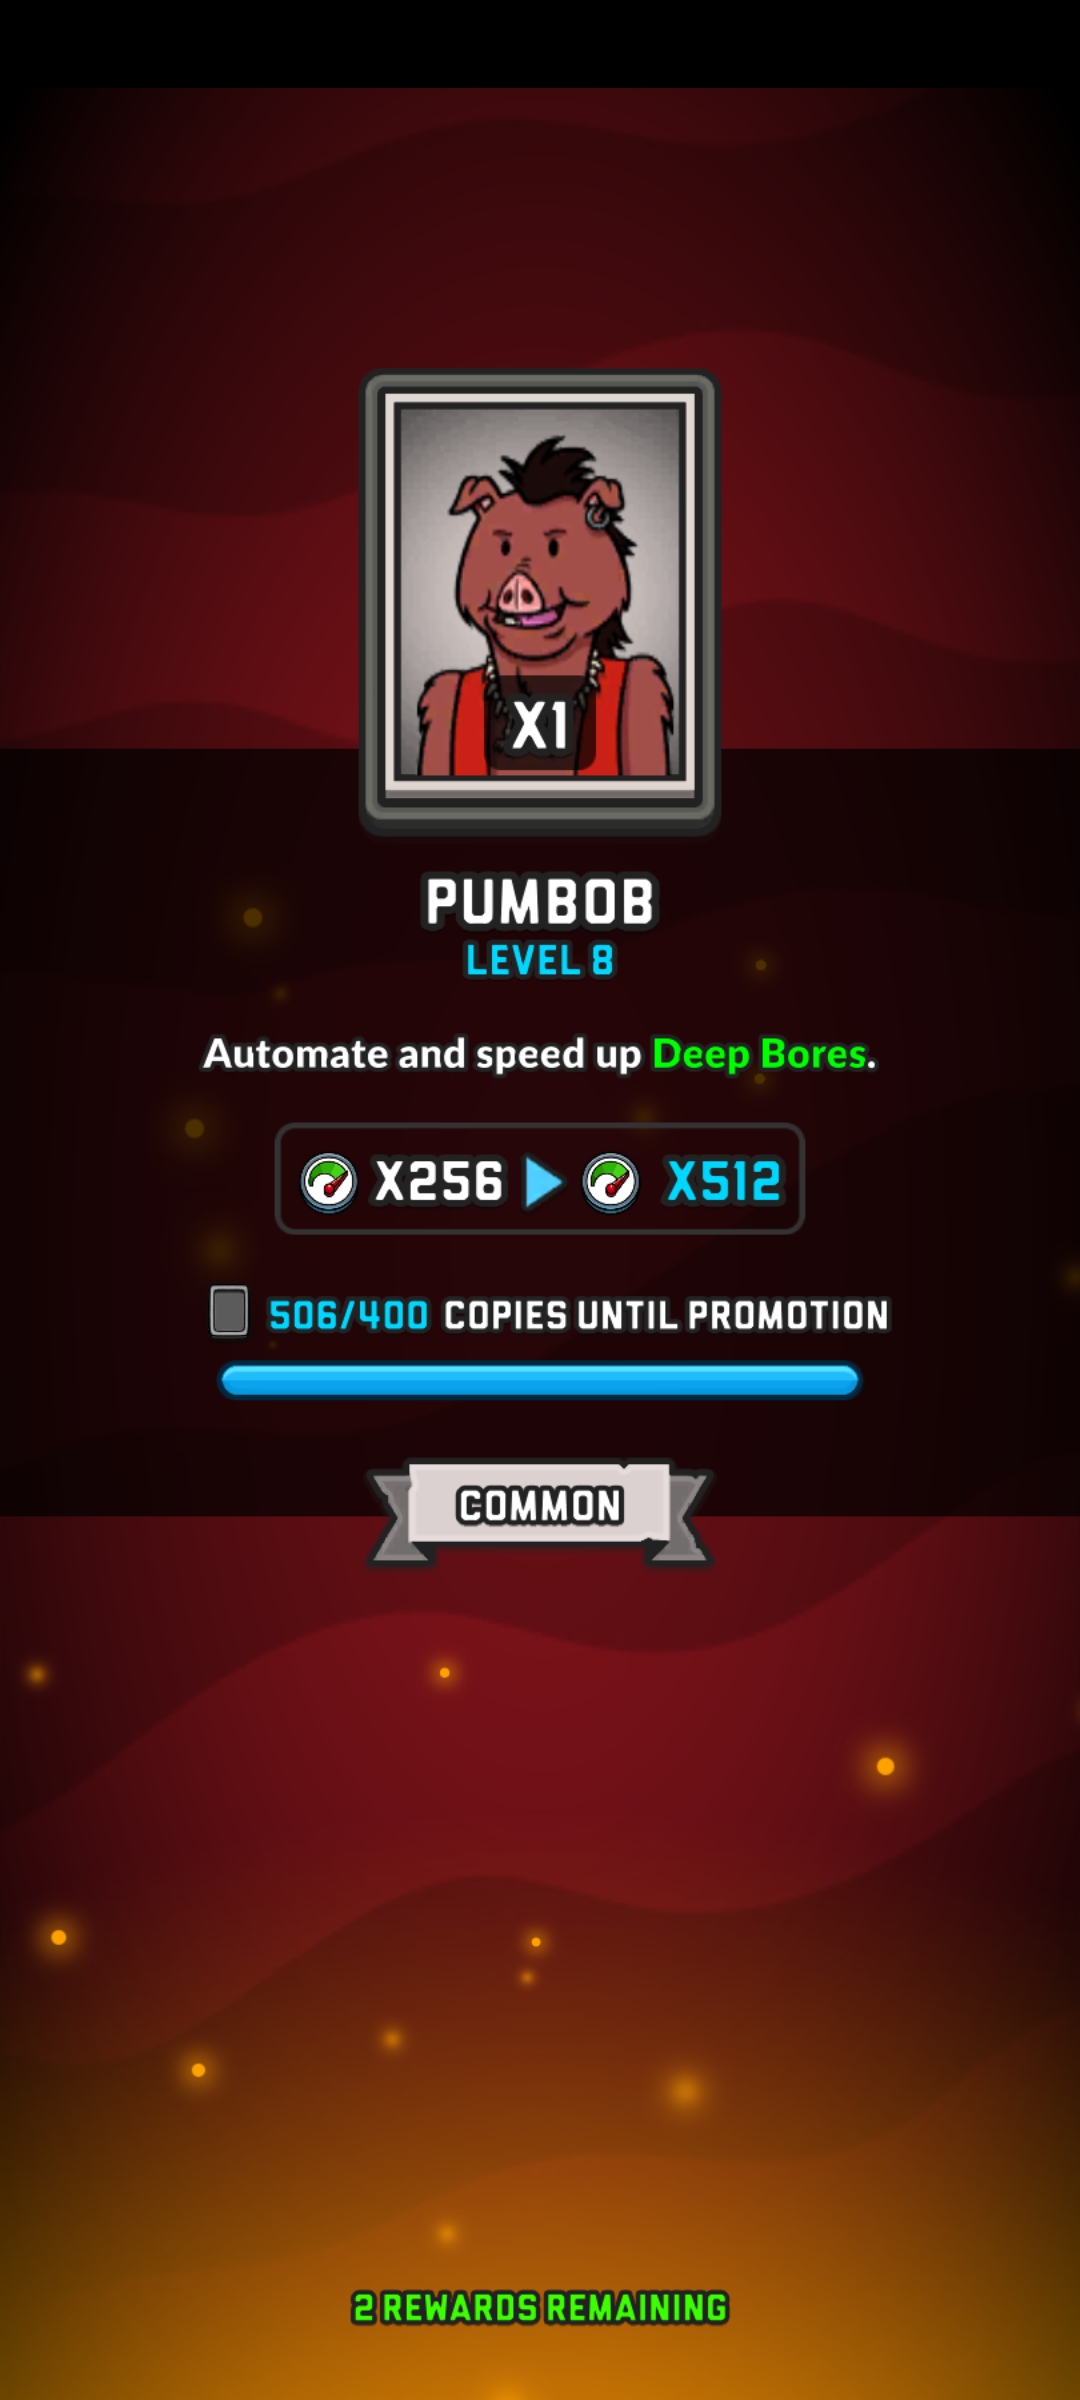 X1
PUMBOB
LEVEL 8
Automate and speed up Deep Bores.
X256 X512
506/400 COPIES UNTIL PROMOTION
COMMON
2 REWARDS REMAINING